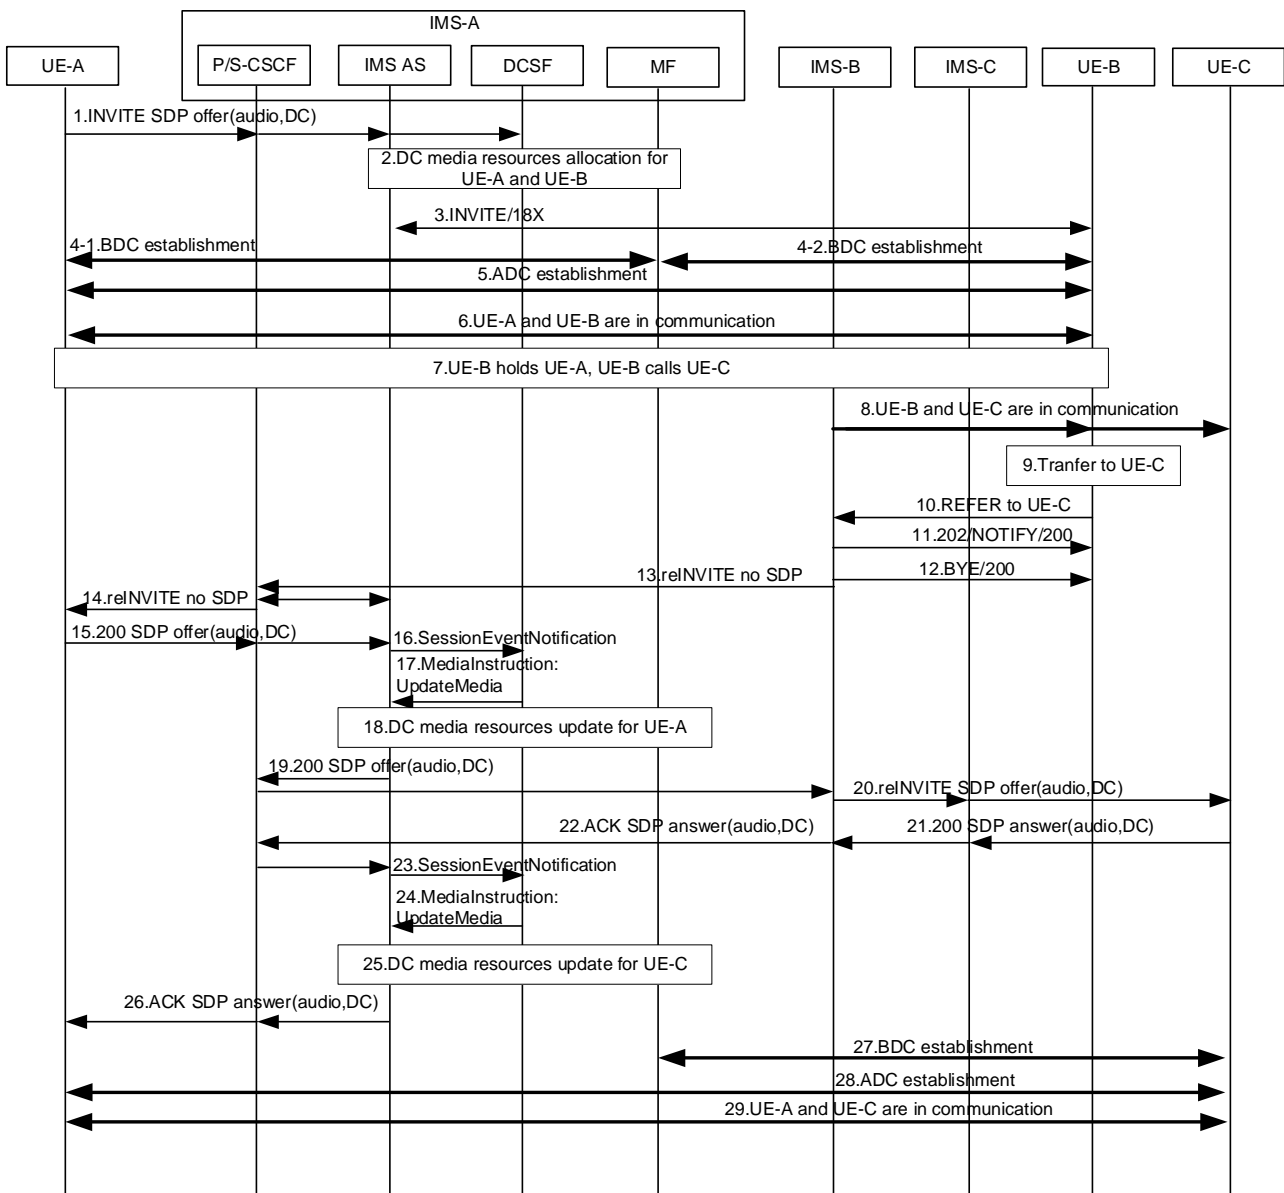 IMS-A
UE-A
P/S-CSCF
IMS AS
DCSF
MF
IMS-B
IMS-C
UE-B
UE-C
1.INVITE SDP offer(audio,DC)
2.DC media resources allocation for
UE-A and UE-B
3.INVITE/18X
4-1.BDC establishment
4-2.BDC establishment
5.ADC establishment
6.UE-A and UE-B are in communication
7.UE-B holds UE-A, UE-B calls UE-C
8.UE-B and UE-C are in communication
9.Tranfer to UE-C
10.REFER to UE-C
11.202/NOTIFY/200
12.BYE/200
13.reINVITE no SDP
14.reINVITE no SDP
15.200 SDP offer(audio,DC)
16.SessionEventNotification
17.MediaInstruction:
UpdateMedia
18.DC media resources update for UE-A
19.200 SDP offer(audio,DC)
20.reINVITE SDP offer(audio,DC)
21.200 SDP answer(audio,DC)
22.ACK SDP answer(audio,DC)
23.SessionEventNotification
24.MediaInstruction:
UpdateMedia
25.DC media resources update for UE-C
26.ACK SDP answer(audio,DC)
27.BDC establishment
28.ADC establishment
29.UE-A and UE-C are in communication